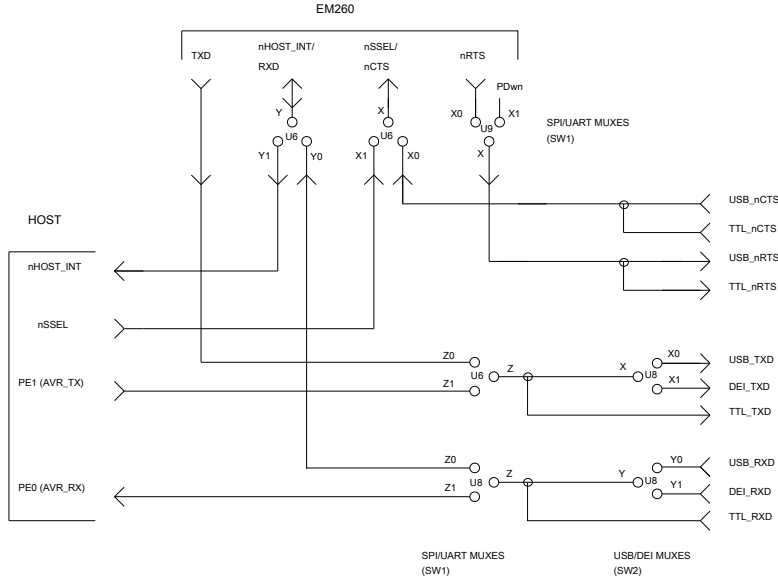 EM260
TXD
nHOST_INT/
RXD
nSSEL/
nCTS
nRTS
PDwn
Y
X
X0
X1
U6
U6
U9
Y1
Y0
X1
X0
X
SPI/UART MUXES
(SW1)
USB_nCTS
TTL_nCTS
USB_nRTS
TTL_nRTS
HOST
nHOST_INT
nSSEL
PE1 (AVR_TX)
PE0 (AVR_RX)
Z0
Z1
U6
Z
X
U8
X0
X1
USB_TXD
DEI_TXD
TTL_TXD
Z0
Z1
U8
Z
Y
U8
Y0
Y1
USB_RXD
DEI_RXD
TTL_RXD
SPI/UART MUXES
(SW1)
USB/DEI MUXES
(SW2)